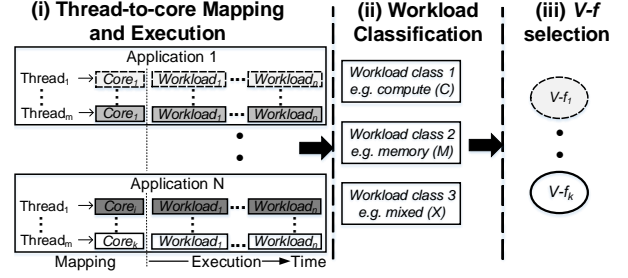 (i) Thread-to-core Mapping
and Execution
Application 1
Thread1 → Core1 Workload1 ... Workloadn
Threadm → Core1 Workload1 ... Workloadn
Application N
Thread1 → Corei Workload1 ... Workloadn
Threadm → Corek Workload1 ... Workloadn
Mapping Execution Time
(ii) Workload
Classification
Workload class 1
e.g. compute (C)
Workload class 2
e.g. memory (M)
Workload class 3
e.g. mixed (X)
(iii) V-f
selection
V-f1
V-fk